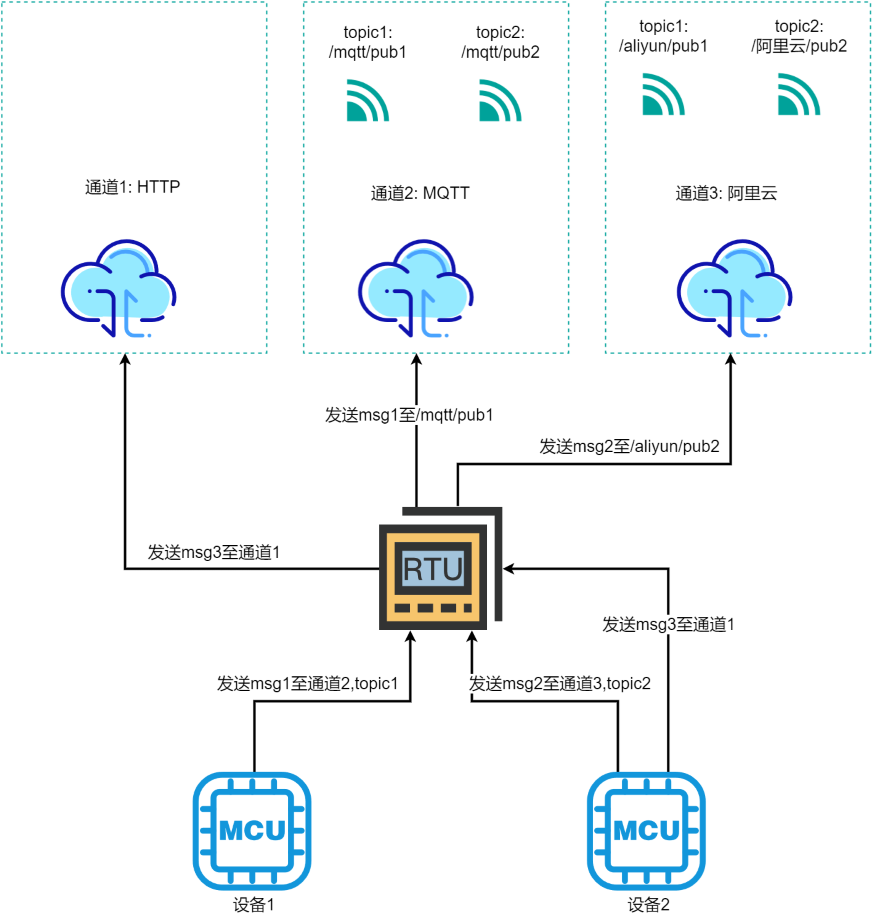 topic1:
/mqtt/pub1
topic2:
/mqtt/pub2
topic1:
/aliyun/pub1
topic2:
/阿里云/pub2
通道1: HTTP
通道2: MQTT
通道3: 阿里云
发送msg1至/mqtt/pub1
发送msg2至/aliyun/pub2
发送msg3至通道1
RTU
发送msg3至通道1
发送msg1至通道2,topic1
发送msg2至通道3,topic2
MCU
MCU
设备1
设备2